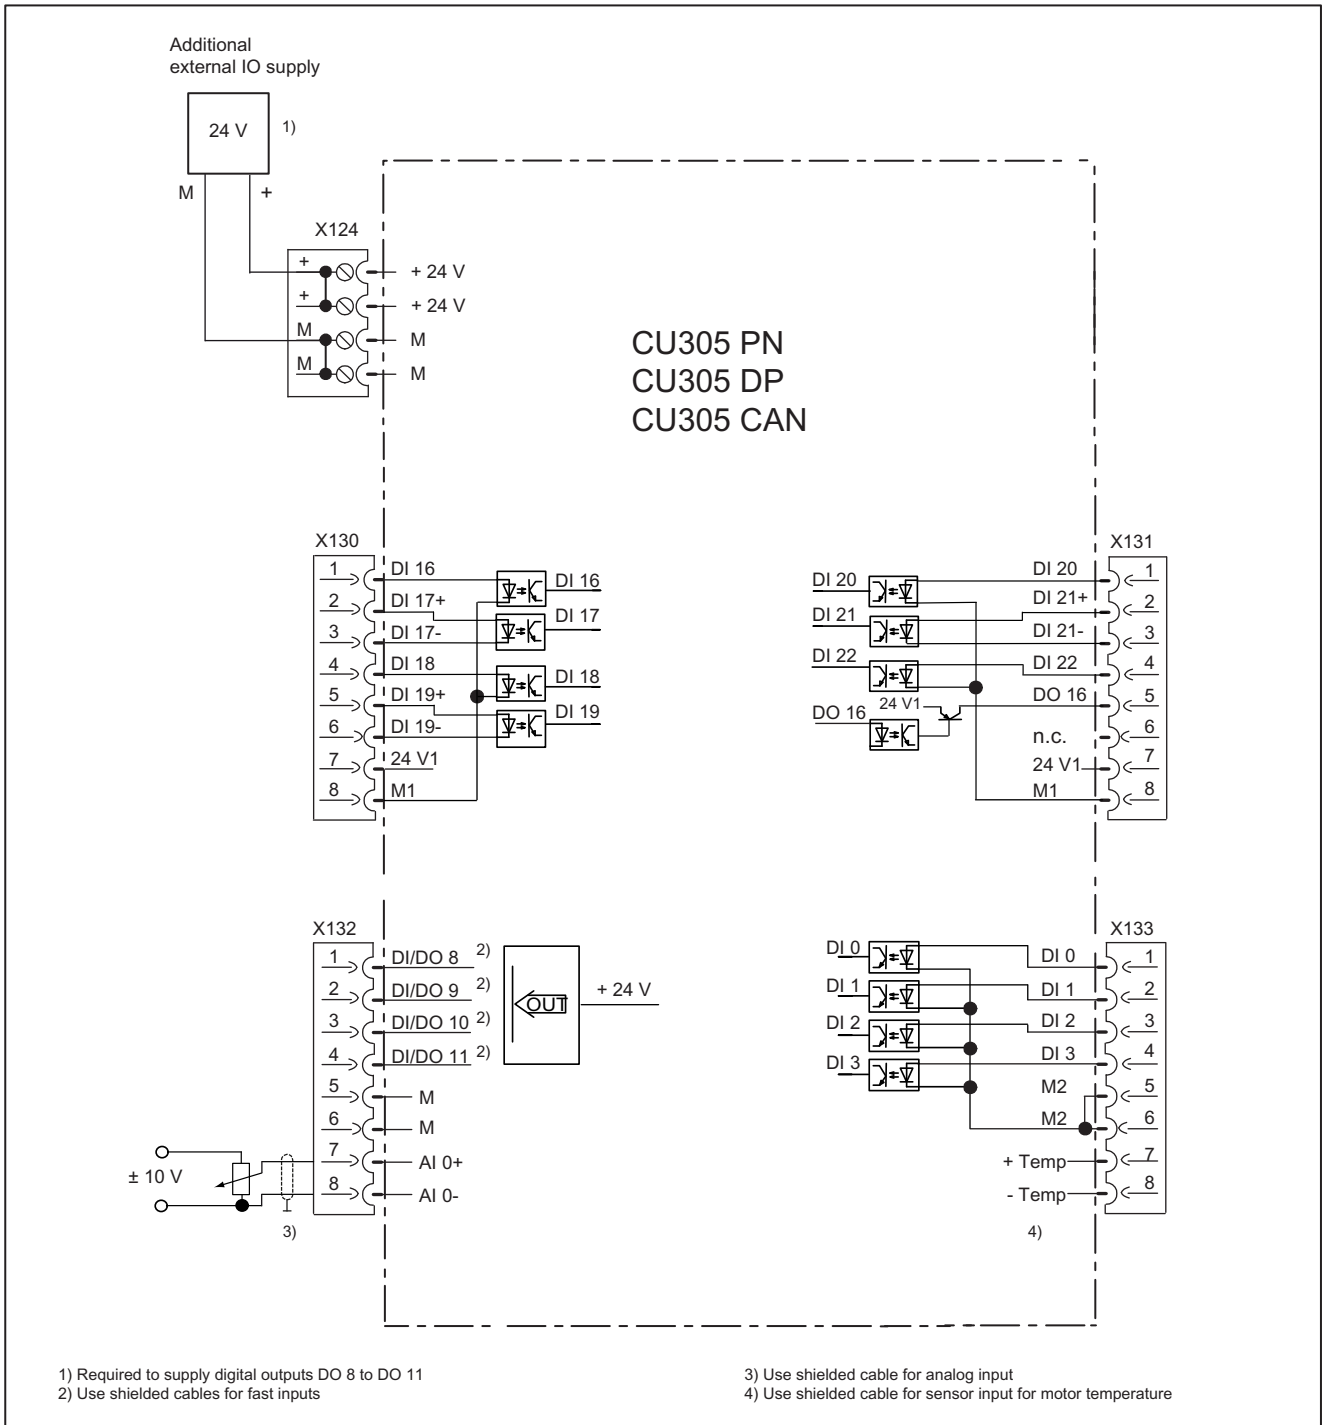 Additional
external IO supply
24 V
1)
M
+
X124
+
+ 24 V
+
+ 24 V
M
M
M
M
CU305 PN
CU305 DP
CU305 CAN
X130
1
DI 16
DI 16
2
DI 17+
DI 17
3
DI 17-
4
DI 18
DI 18
5
DI 19+
DI 19
6
DI 19-
7
24 V1
8
M1
X131
DI 20
DI 20
1
DI 21+
2
DI 21
DI 21-
3
DI 22
DI 22
4
24 V1
DO 16
5
DO 16
n.c.
6
24 V1
7
M1
8
X132
1
DI/DO 8
2)
2
DI/DO 9
2)
3
DI/DO 10
2)
4
DI/DO 11
2)
OUT
+ 24 V
5
M
6
M
7
AI 0+
8
AI 0-
± 10 V
3)
X133
DI 0
DI 0
1
DI 1
DI 1
2
DI 2
DI 2
3
DI 3
DI 3
4
M2
5
M2
6
+ Temp
7
- Temp
8
4)
1) Required to supply digital outputs DO 8 to DO 11
2) Use shielded cables for fast inputs
3) Use shielded cable for analog input
4) Use shielded cable for sensor input for motor temperature